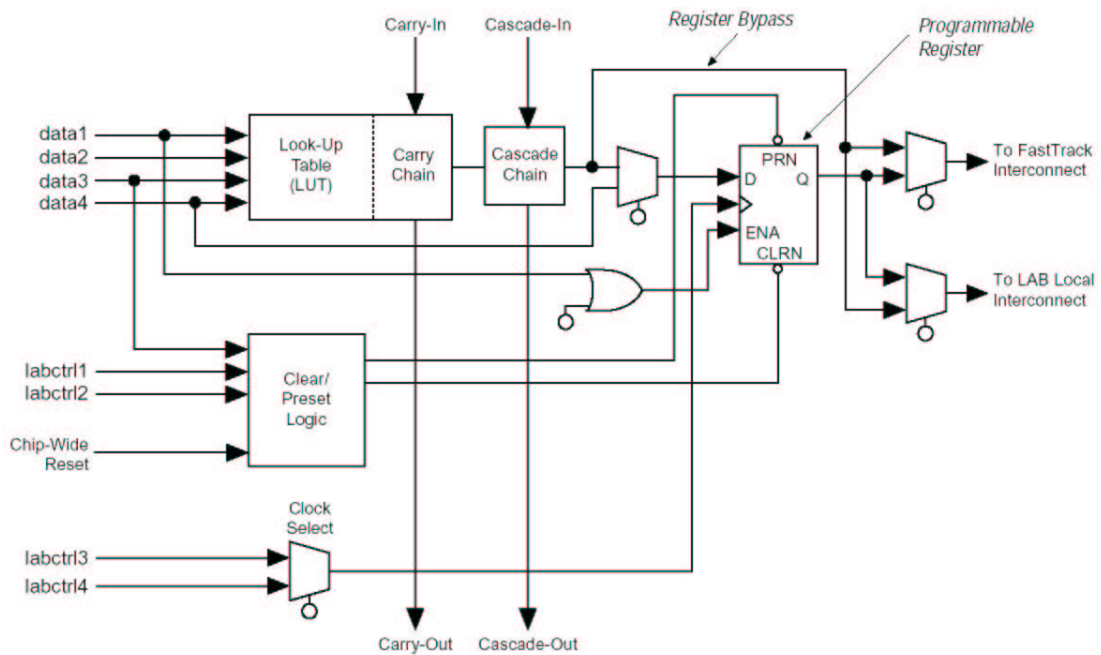 Carry-In
Cascade-In
Register Bypass
Programmable
Register
data1
data2
data3
data4
Look-Up
Table
(LUT)
Carry
Chain
Cascade
Chain
PRN
D
Q
ENA
CLRN
To FastTrack
Interconnect
To LAB Local
Interconnect
labctrl1
labctrl2
Clear/
Preset
Logic
Chip-Wide
Reset
Clock
Select
labctrl3
labctrl4
Carry-Out
Cascade-Out